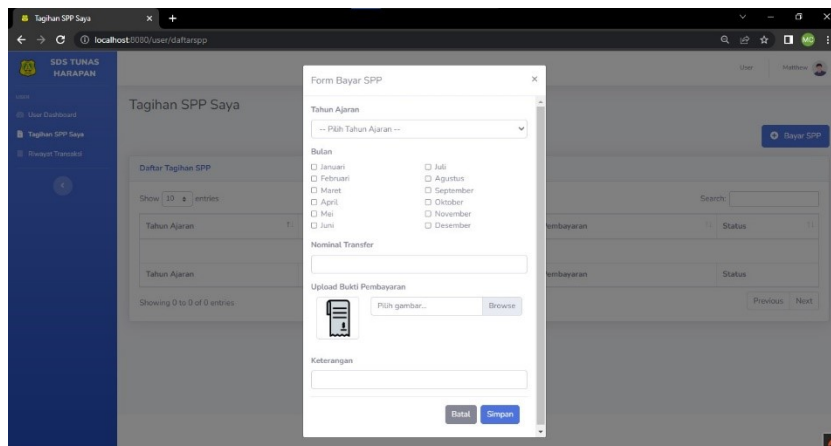 Tagihan SPP Saya
localhost:8080/user/daftarspp
MC
SDS TUNAS HARAPAN
User
Matthew
USER
User Dashboard
Tagihan SPP Saya
Riwayat Transaksi
Tagihan SPP Saya
Bayar SPP
Daftar Tagihan SPP
Show 10 entries
Search:
Tahun Ajaran
Pembayaran
Status
Tahun Ajaran
Pembayaran
Status
Showing 0 to 0 of 0 entries
Previous Next
Form Bayar SPP
Tahun Ajaran
-- Pilih Tahun Ajaran --
Bulan
Januari
Februari
Maret
April
Mei
Juni
Juli
Agustus
September
Oktober
November
Desember
Nominal Transfer
Upload Bukti Pembayaran
Pilih gambar...
Browse
Keterangan
Batal
Simpan